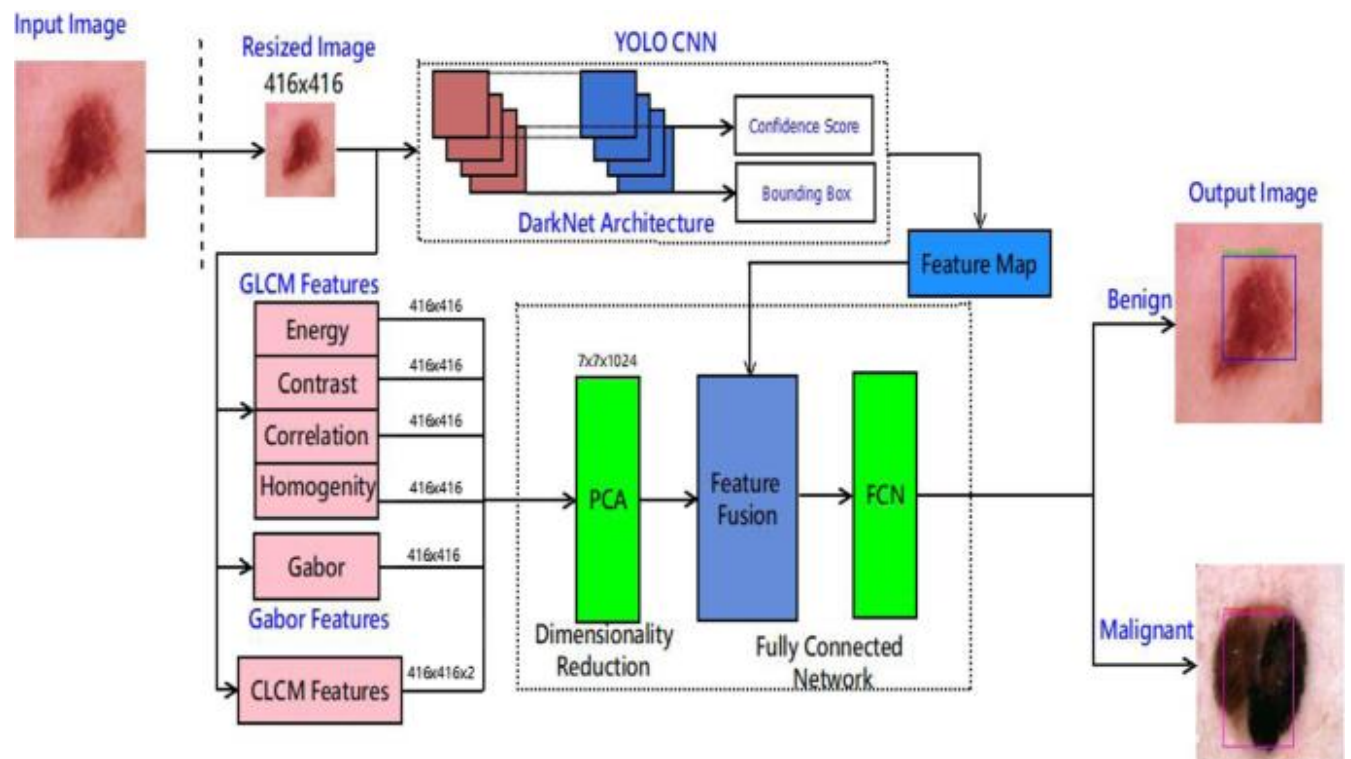 Input Image
Resized Image
416x416
YOLO CNN
Confidence Score
Bounding Box
DarkNet Architecture
Feature Map
Output Image
Benign
Malignant
GLCM Features
Energy
416x416
Contrast
416x416
Correlation
416x416
Homogenity
416x416
Gabor
416x416
Gabor Features
CLCM Features
416x416x2
7x7x1024
PCA
Dimensionality
Reduction
Feature
Fusion
FCN
Fully Connected
Network